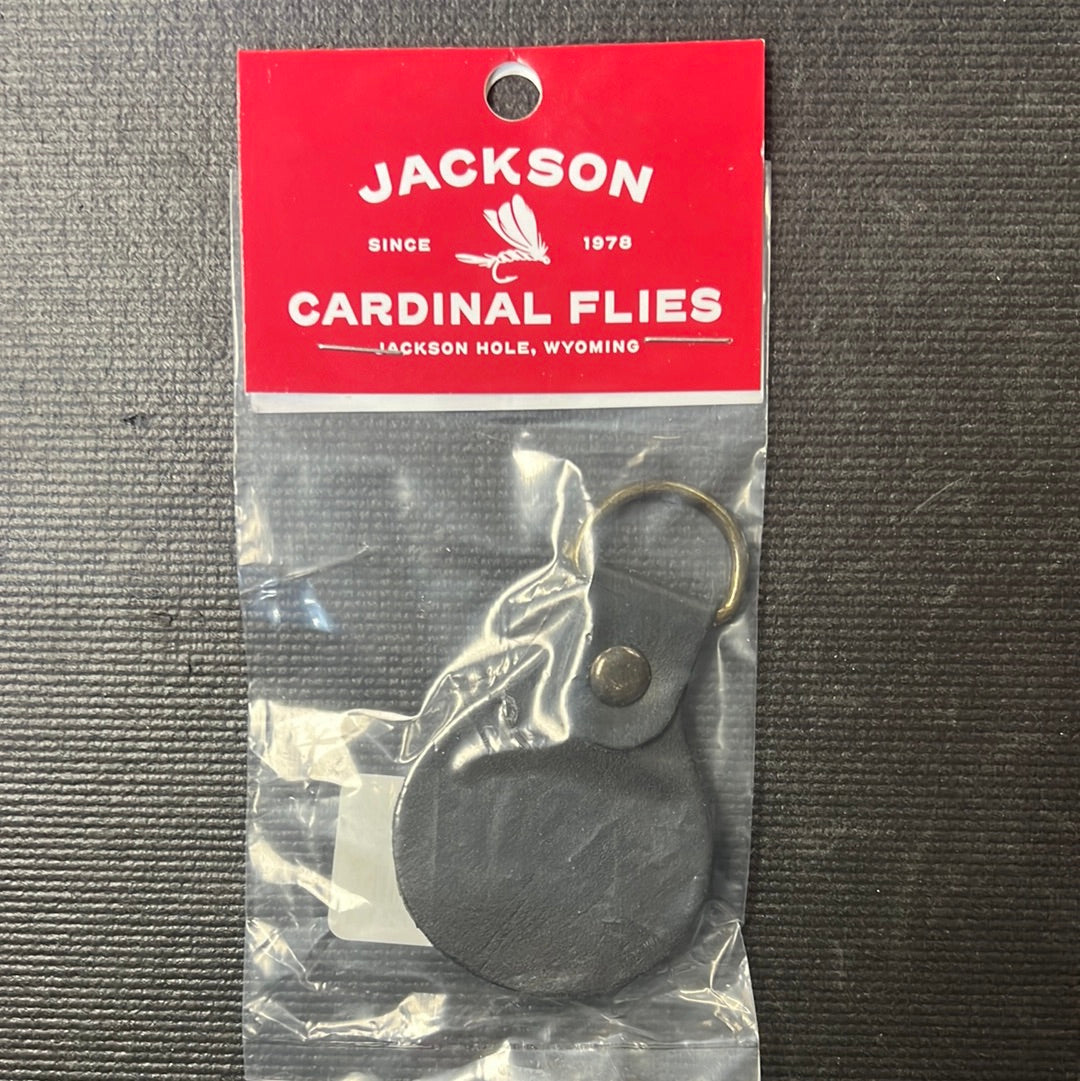 JACKSON
SINCE 1978
CARDINAL FLIES
JACKSON HOLE, WYOMING